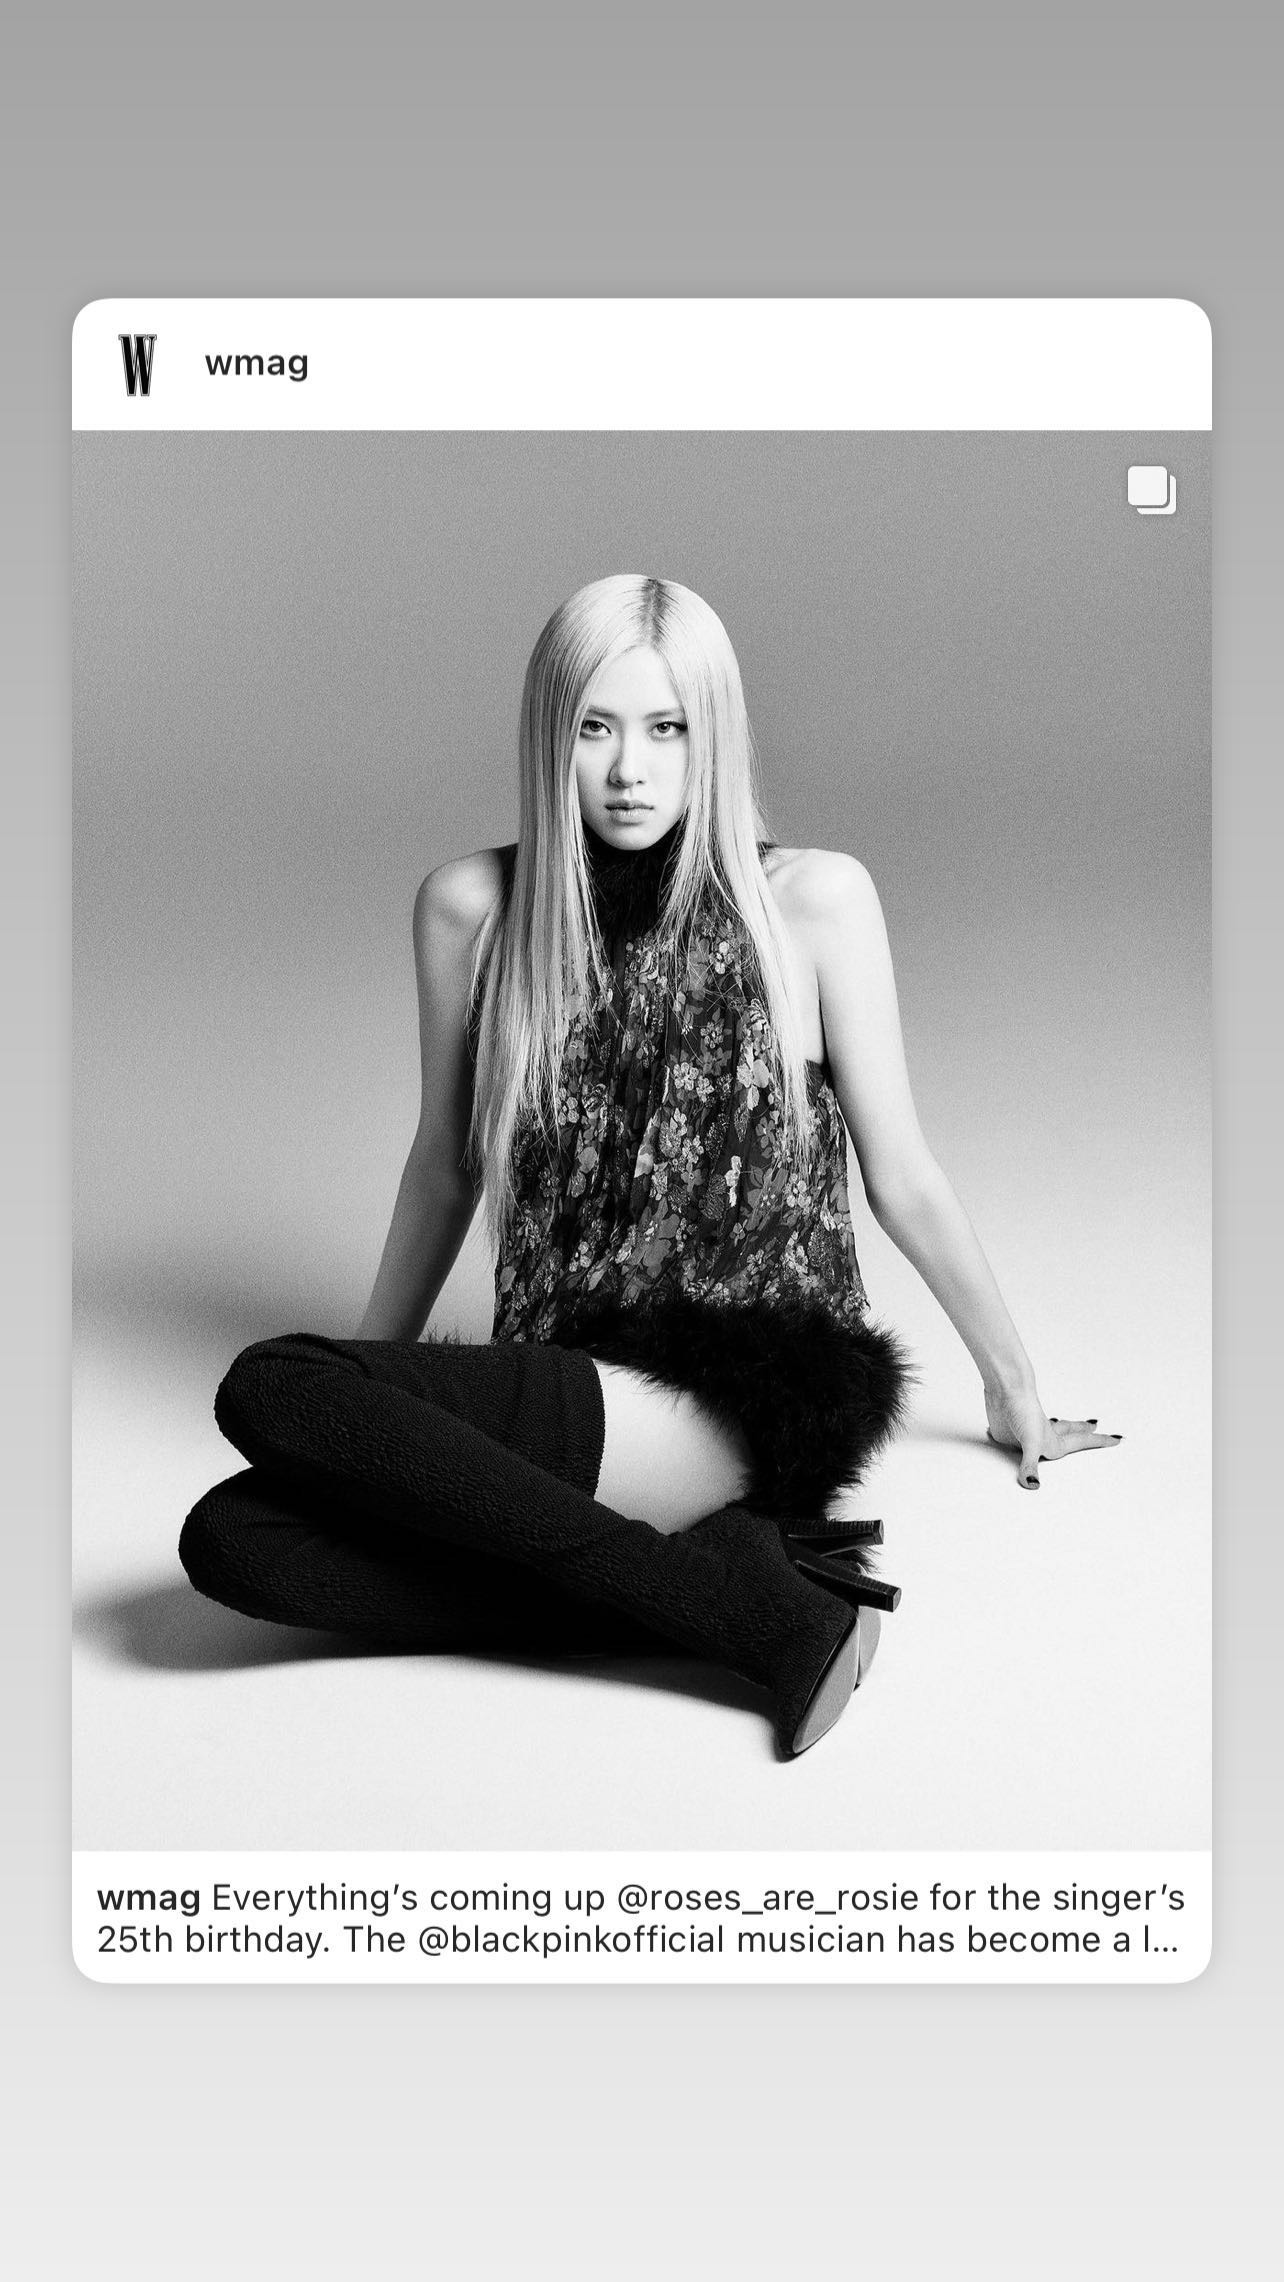 W
wmag
wmag Everything’s coming up @roses_are_rosie for the singer’s
25th birthday. The @blackpinkofficial musician has become a l...